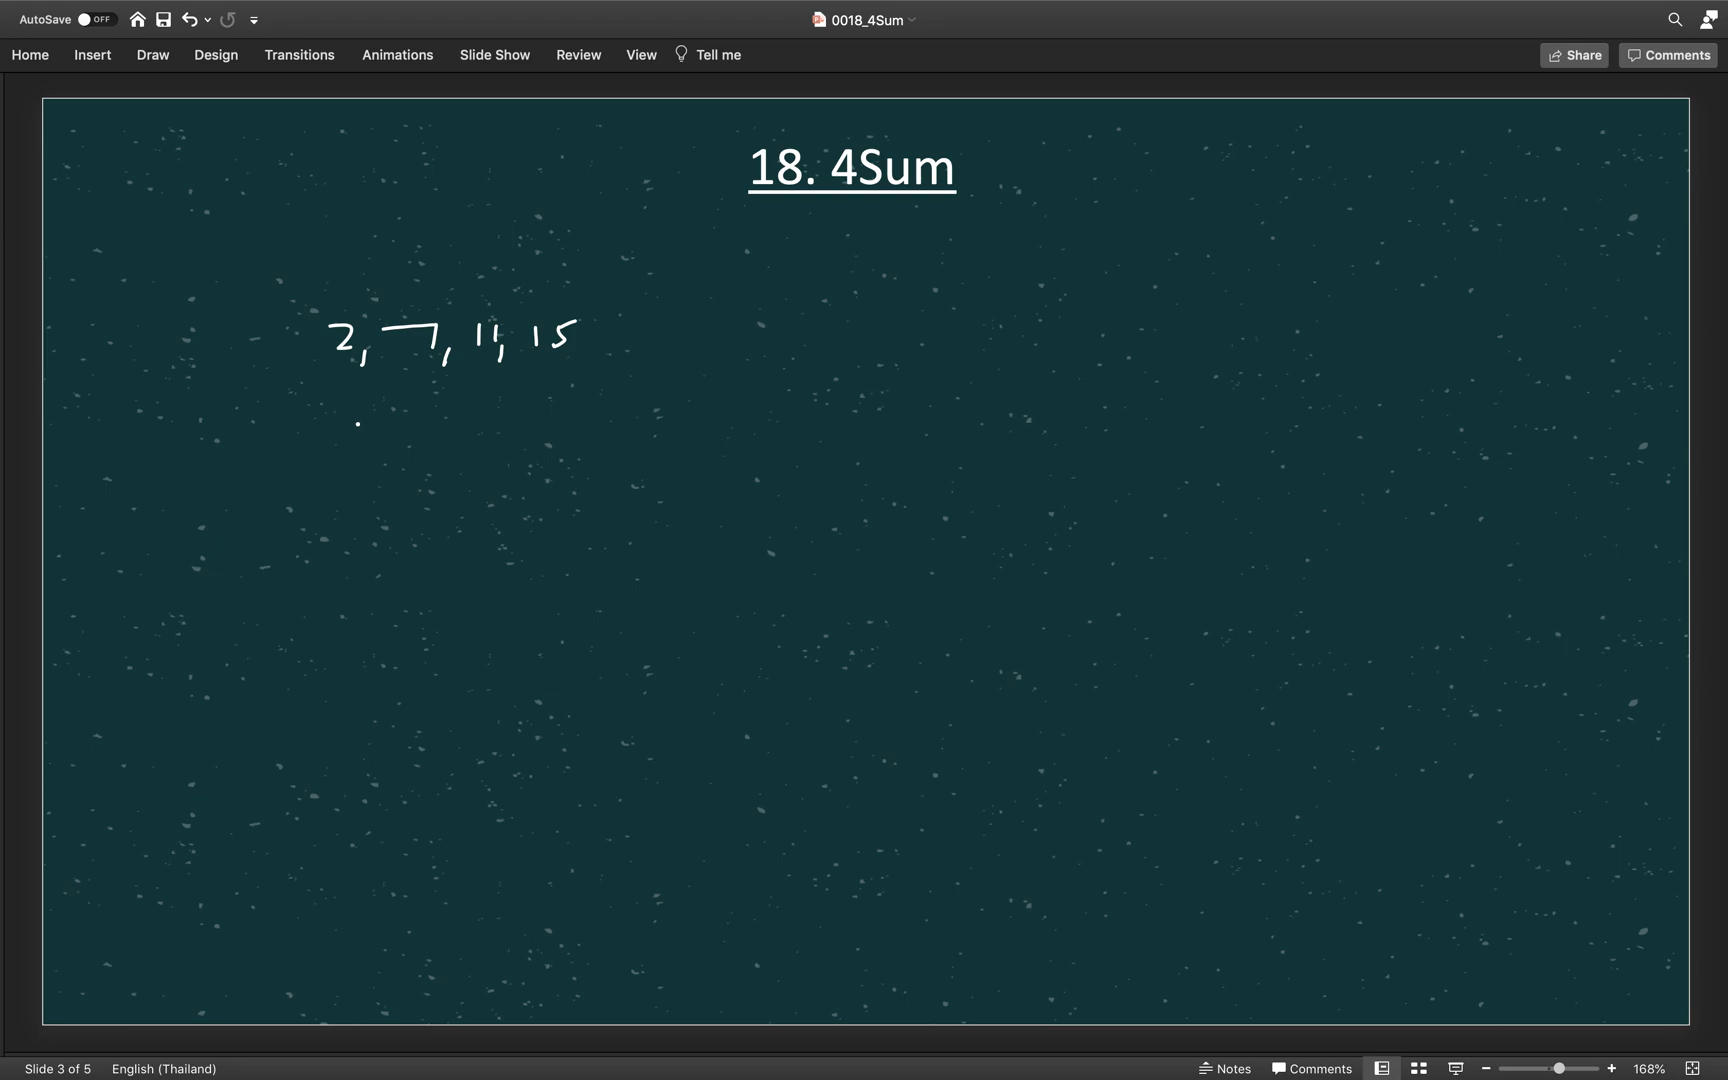 AutoSave OFF 0018_4Sum
Home Insert Draw Design Transitions Animations Slide Show Review View Tell me Share Comments
18. 4Sum
2, 7, 11, 15
Slide 3 of 5 English (Thailand) Notes Comments 168%